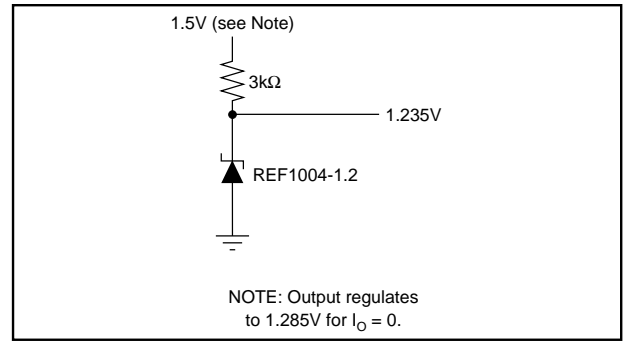 1.5V (see Note)
3kΩ
1.235V
REF1004-1.2
NOTE: Output regulates
to 1.285V for IO = 0.